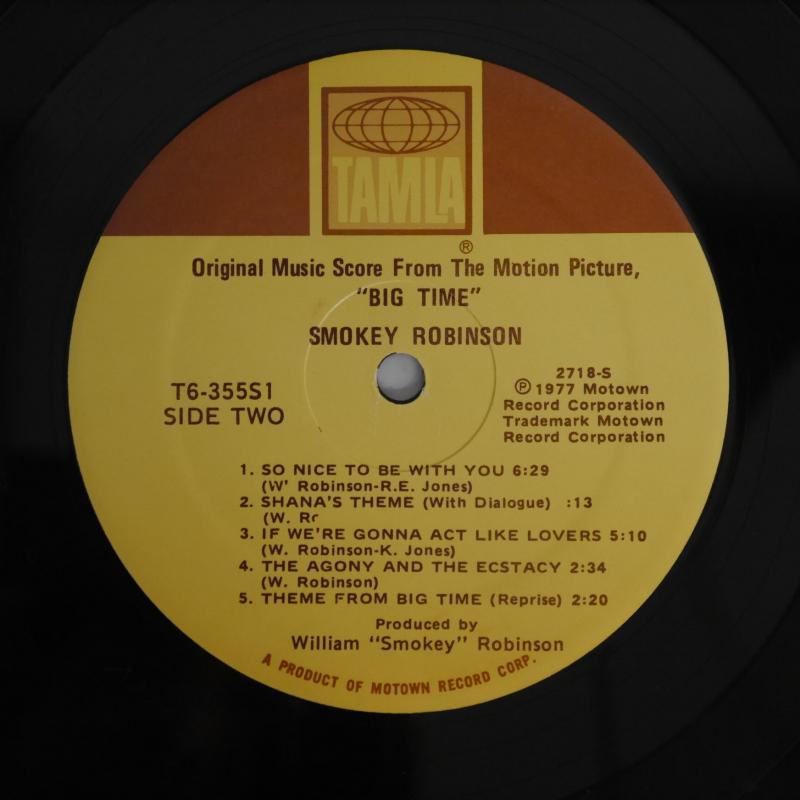 TAMLA
®
Original Music Score From The Motion Picture,
"BIG TIME"
SMOKEY ROBINSON
T6-355S1
SIDE TWO
2718-S
℗ 1977 Motown
Record Corporation
Trademark Motown
Record Corporation
1. SO NICE TO BE WITH YOU 6:29
(W' Robinson-R.E. Jones)
2. SHANA'S THEME (With Dialogue) :13
(W.
3. IF WE'RE GONNA ACT LIKE LOVERS 5:10
(W. Robinson-K. Jones)
4. THE AGONY AND THE ECSTACY 2:34
(W. Robinson)
5. THEME FROM BIG TIME (Reprise) 2:20
Produced by
William "Smokey" Robinson
A PRODUCT OF MOTOWN RECORD CORP.